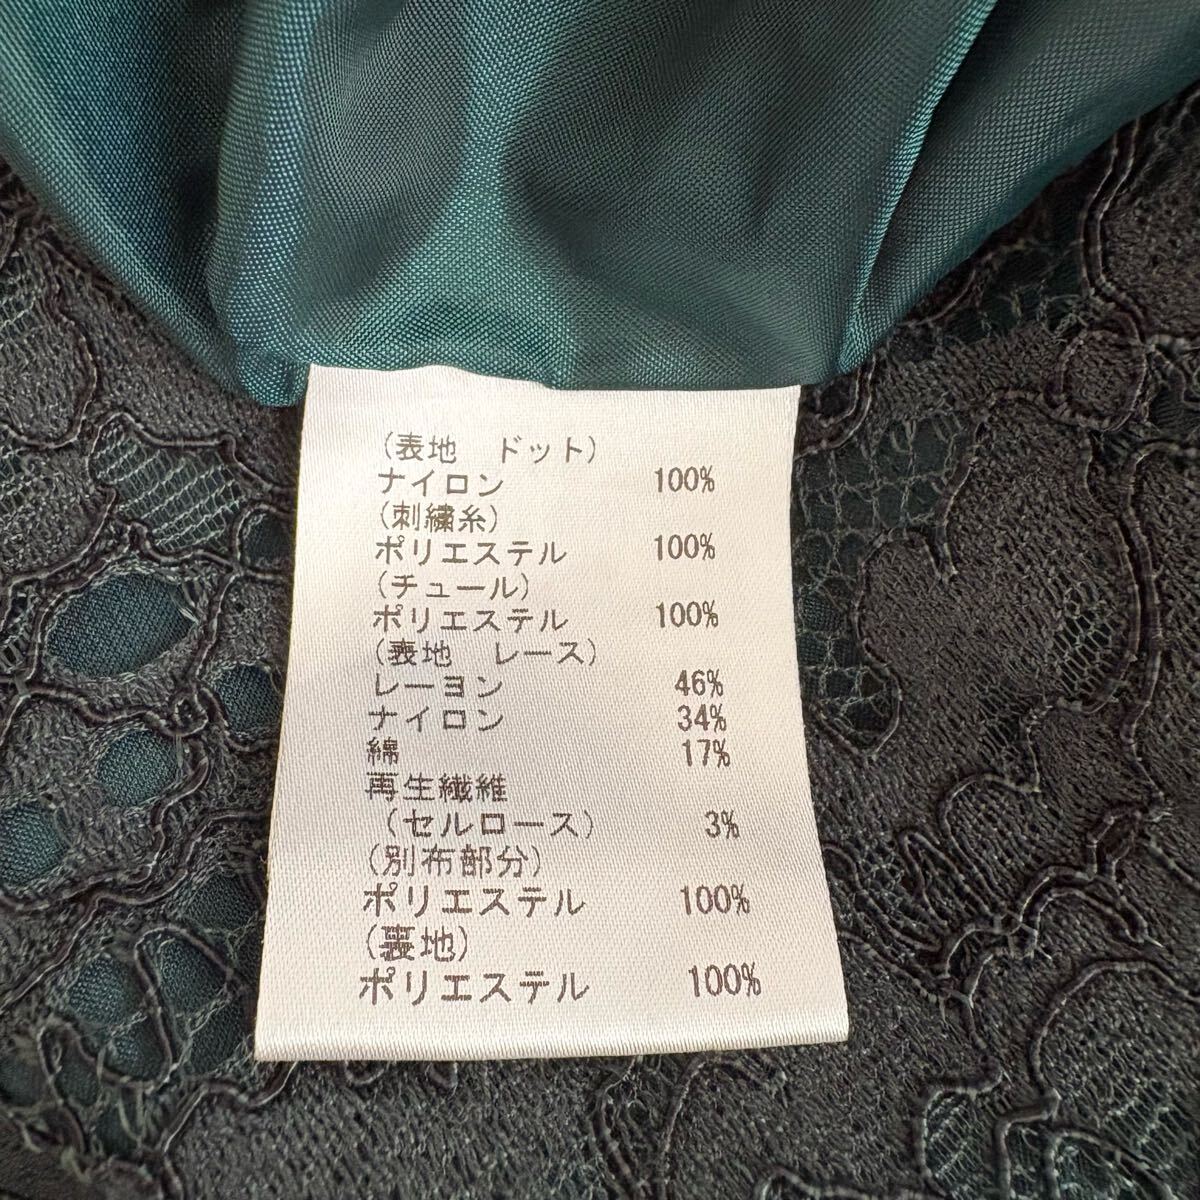 (表地　ドット)
ナイロン 100%
(刺繍糸)
ポリエステル 100%
(チュール)
ポリエステル 100%
(表地　レース)
レーヨン 46%
ナイロン 34%
綿 17%
再生繊維
(セルロース) 3%
(別布部分)
ポリエステル 100%
(裏地)
ポリエステル 100%